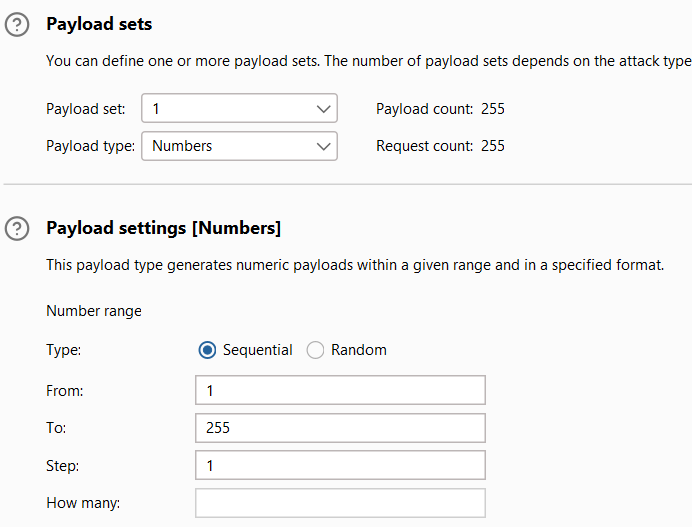 Payload sets
You can define one or more payload sets. The number of payload sets depends on the attack type
Payload set: 1 Payload count: 255
Payload type: Numbers Request count: 255
Payload settings [Numbers]
This payload type generates numeric payloads within a given range and in a specified format.
Number range
Type: Sequential Random
From: 1
To: 255
Step: 1
How many: